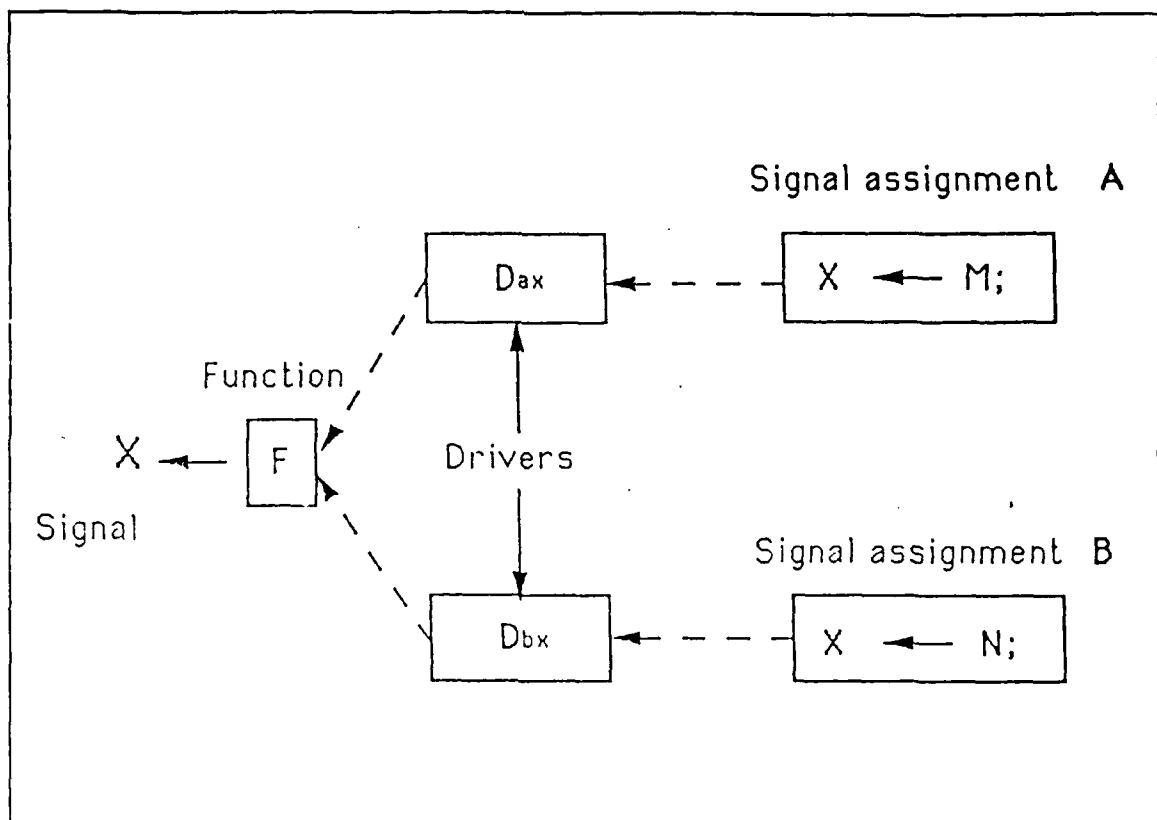 Signal assignment A
Dax
X ← M;
Function
X ← F
Drivers
Signal
Signal assignment B
Dbx
X ← N;